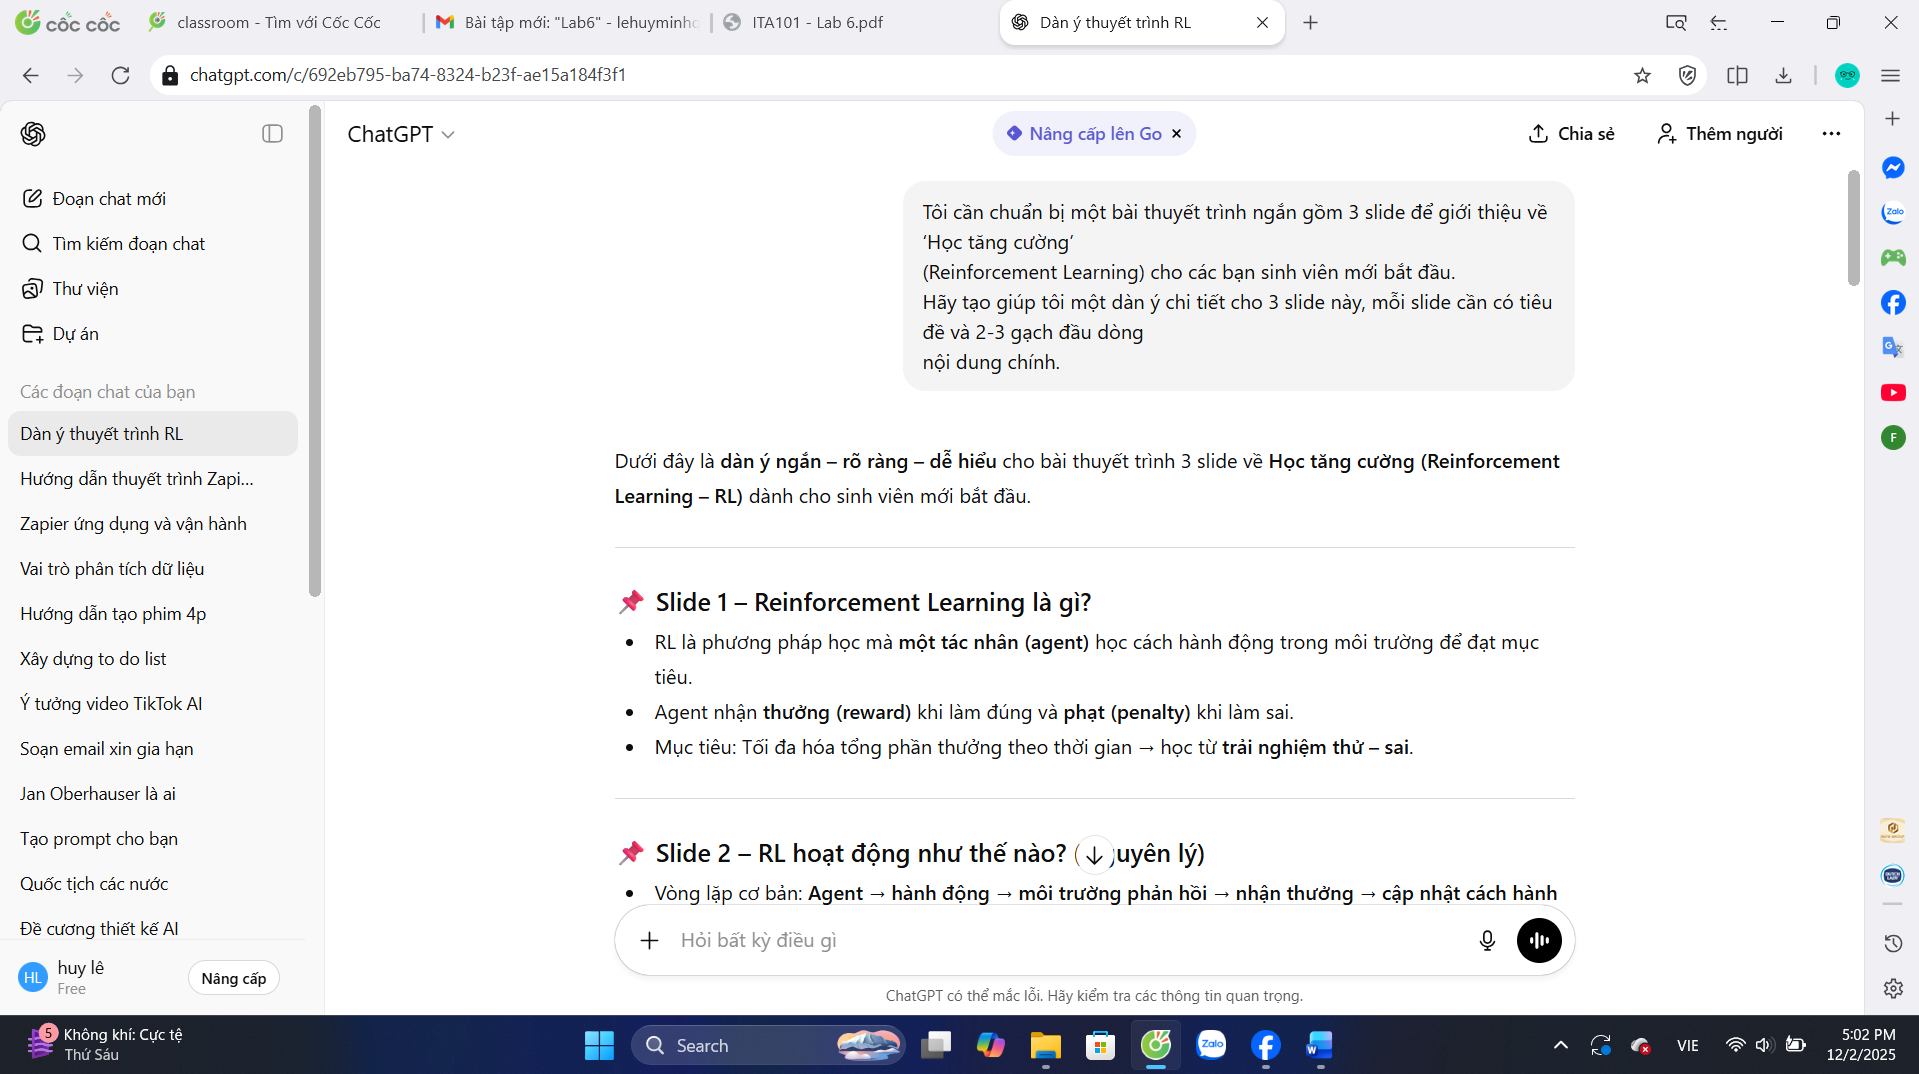 cốc cốc
classroom - Tìm với Cốc Cốc
Bài tập mới: "Lab6" - lehuyminhc
ITA101 - Lab 6.pdf
Dàn ý thuyết trình RL
chatgpt.com/c/692eb795-ba74-8324-b23f-ae15a184f3f1
ChatGPT
Nâng cấp lên Go
Chia sẻ
Thêm người
Đoạn chat mới
Tìm kiếm đoạn chat
Thư viện
Dự án
Các đoạn chat của bạn
Dàn ý thuyết trình RL
Hướng dẫn thuyết trình Zapi...
Zapier ứng dụng và vận hành
Vai trò phân tích dữ liệu
Hướng dẫn tạo phim 4p
Xây dựng to do list
Ý tưởng video TikTok AI
Soạn email xin gia hạn
Jan Oberhauser là ai
Tạo prompt cho bạn
Quốc tịch các nước
Đề cương thiết kế AI
HL
huy lê
Free
Nâng cấp
Tôi cần chuẩn bị một bài thuyết trình ngắn gồm 3 slide để giới thiệu về
‘Học tăng cường’
(Reinforcement Learning) cho các bạn sinh viên mới bắt đầu.
Hãy tạo giúp tôi một dàn ý chi tiết cho 3 slide này, mỗi slide cần có tiêu
đề và 2-3 gạch đầu dòng
nội dung chính.
Dưới đây là dàn ý ngắn – rõ ràng – dễ hiểu cho bài thuyết trình 3 slide về Học tăng cường (Reinforcement
Learning – RL) dành cho sinh viên mới bắt đầu.
📌 Slide 1 – Reinforcement Learning là gì?
• RL là phương pháp học mà một tác nhân (agent) học cách hành động trong môi trường để đạt mục
tiêu.
• Agent nhận thưởng (reward) khi làm đúng và phạt (penalty) khi làm sai.
• Mục tiêu: Tối đa hóa tổng phần thưởng theo thời gian → học từ trải nghiệm thử – sai.
📌 Slide 2 – RL hoạt động như thế nào? (uyên lý)
• Vòng lặp cơ bản: Agent → hành động → môi trường phản hồi → nhận thưởng → cập nhật cách hành
Hỏi bất kỳ điều gì
ChatGPT có thể mắc lỗi. Hãy kiểm tra các thông tin quan trọng.
Zalo
F
5
Không khí: Cực tệ
Thứ Sáu
Search
Zalo
VIE
5:02 PM
12/2/2025